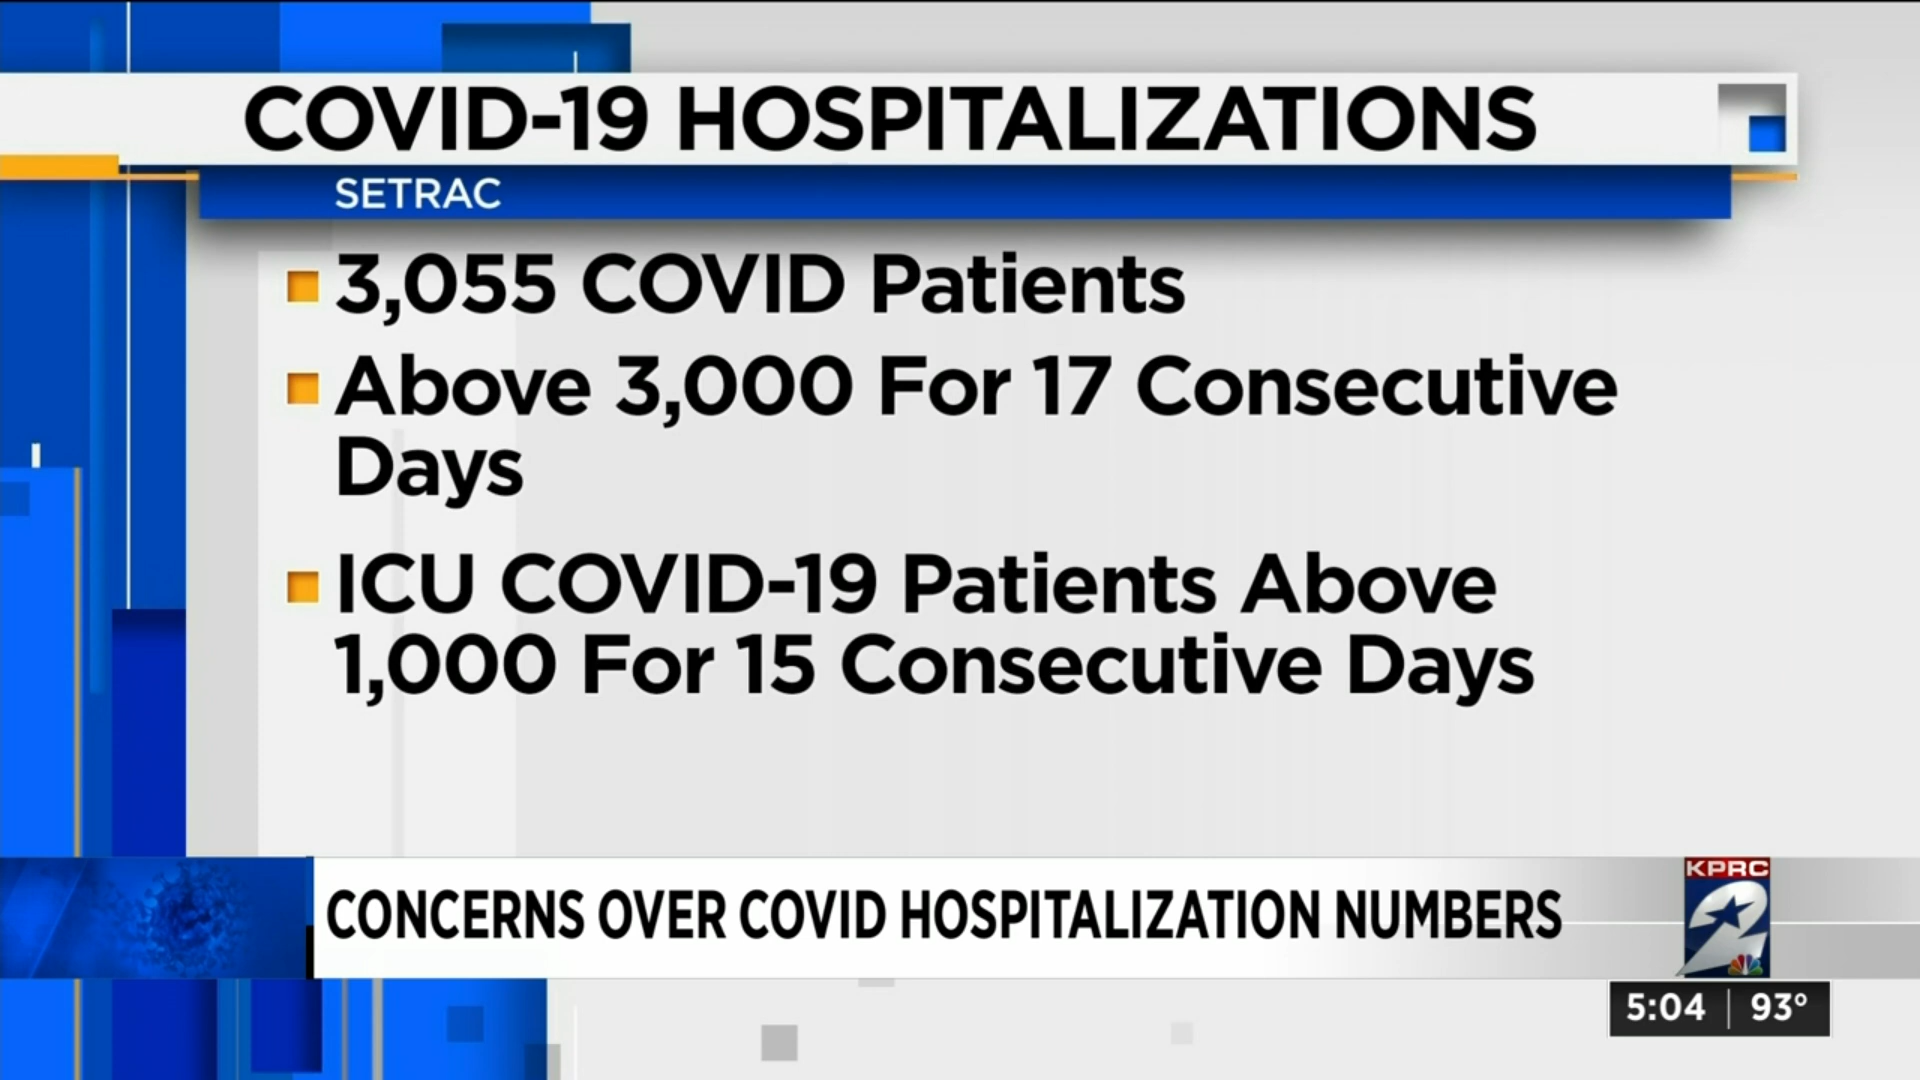 COVID-19 HOSPITALIZATIONS
SETRAC
3,055 COVID Patients
Above 3,000 For 17 Consecutive
Days
ICU COVID-19 Patients Above
1,000 For 15 Consecutive Days
CONCERNS OVER COVID HOSPITALIZATION NUMBERS
KPRC
2
5:04 | 93°